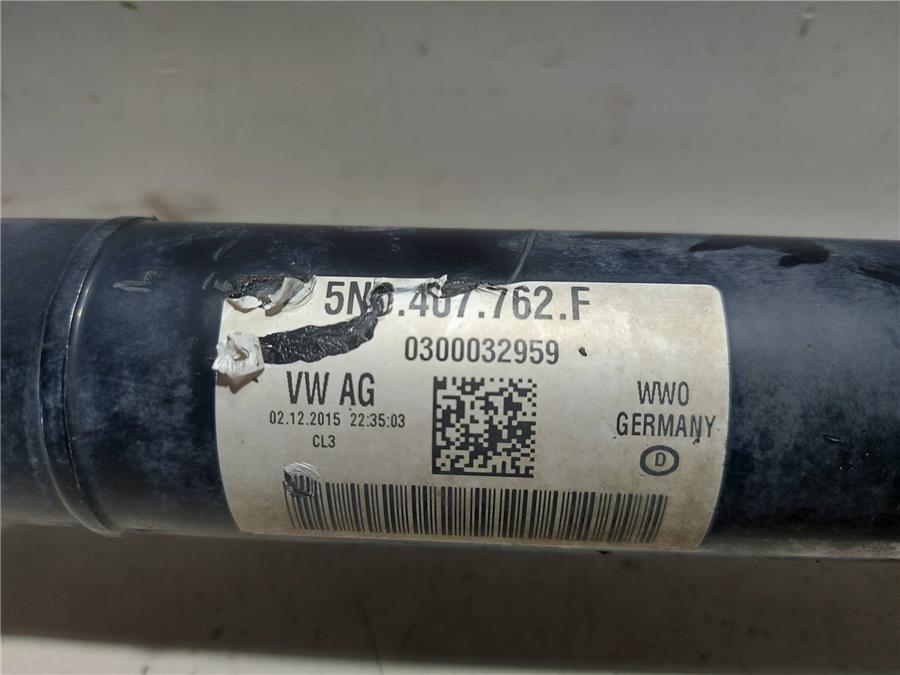 5N0.407.762.F
0300032959
VW AG
02.12.2015 22:35:03
CL3
WWO
GERMANY
D